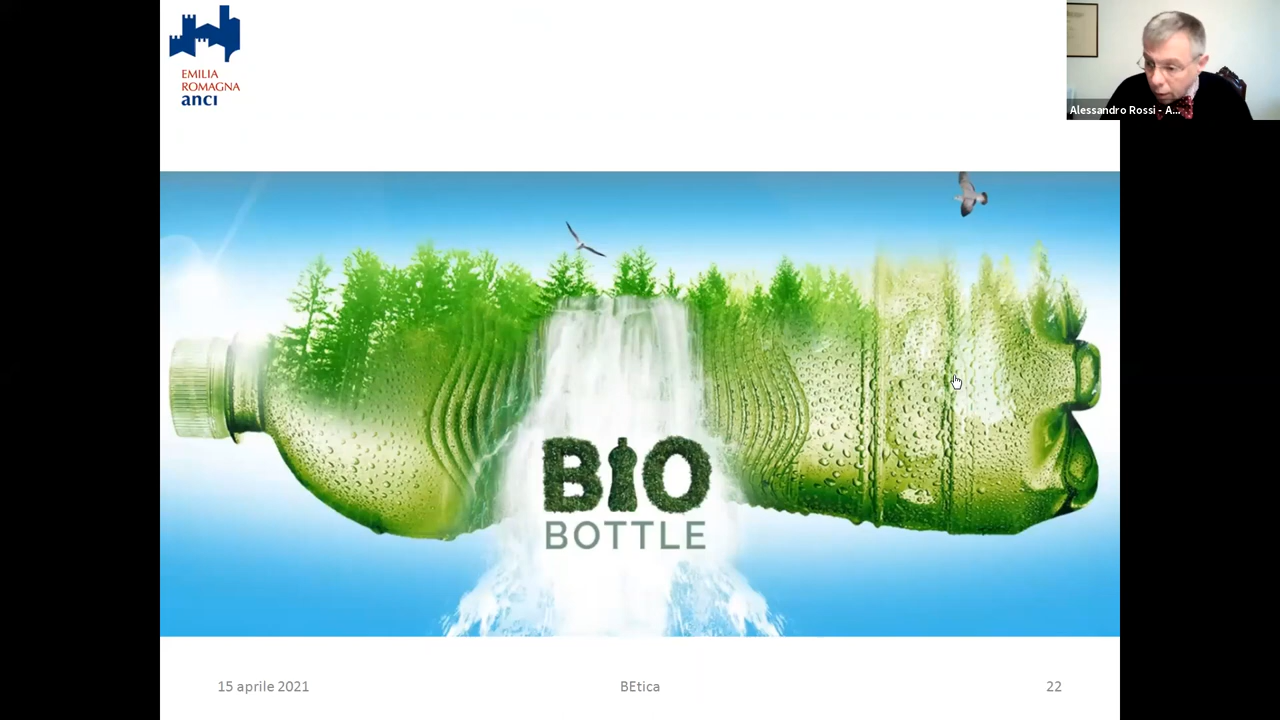 EMILIA
ROMAGNA
anci
Alessandro Rossi - A...
BIO
BOTTLE
15 aprile 2021
BEtica
22